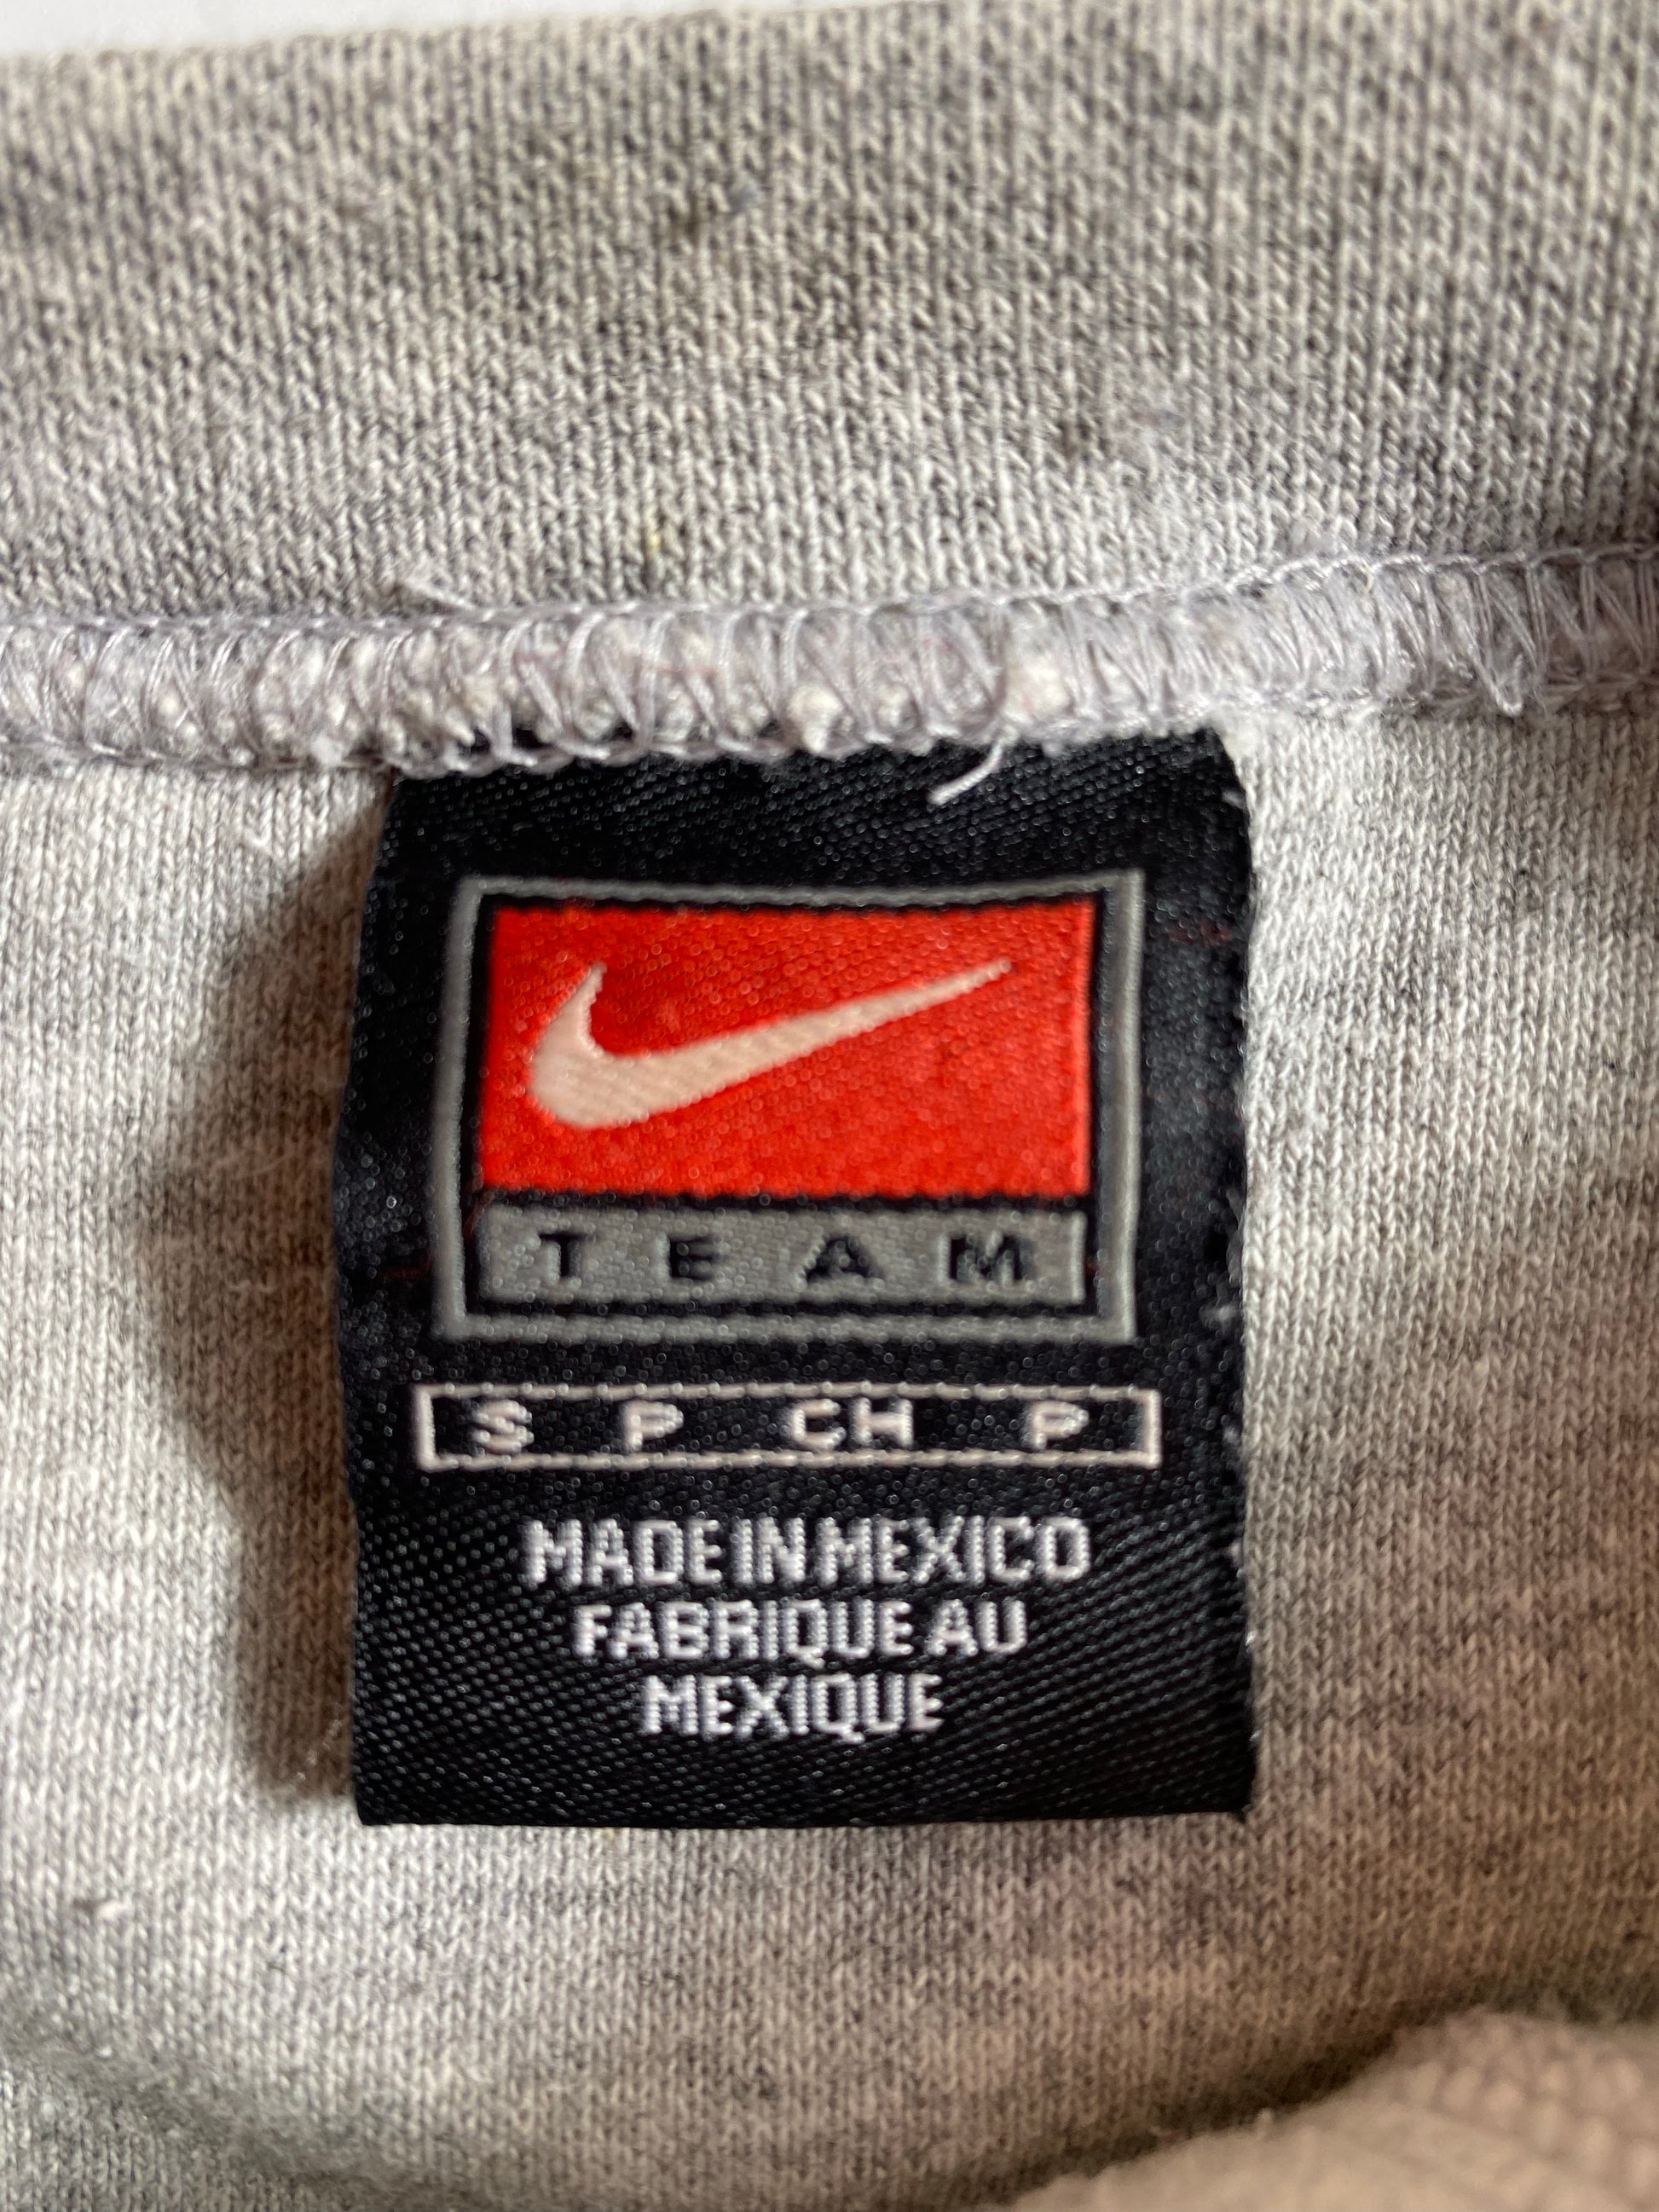 TEAM
S P CH P
MADE IN MEXICO
FABRIQUE AU
MEXIQUE